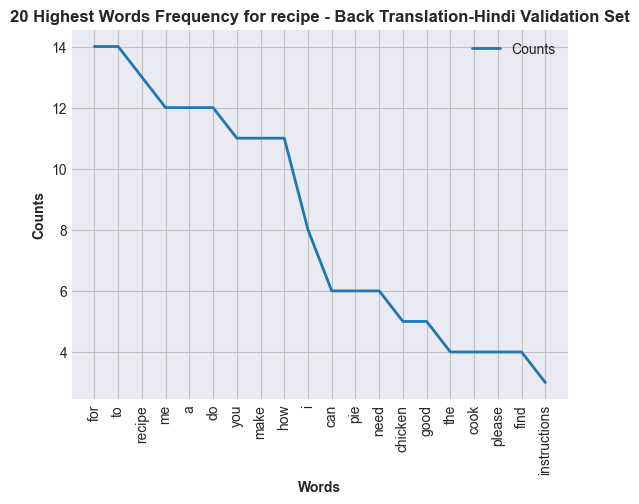 20 Highest Words Frequency for recipe - Back Translation-Hindi Validation Set
Counts
14
12
10
8
6
4
Counts
for
to
recipe
me
a
do
you
make
how
i
can
pie
need
chicken
good
the
cook
please
find
instructions
Words